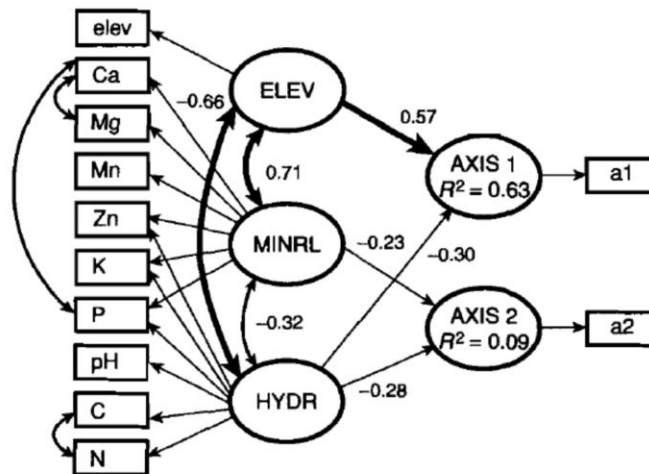 elev
Ca
Mg
Mn
Zn
K
P
pH
C
N
ELEV
MINRL
HYDR
-0.66
0.71
-0.32
0.57
-0.30
-0.23
-0.28
AXIS 1
R² = 0.63
AXIS 2
R² = 0.09
a1
a2